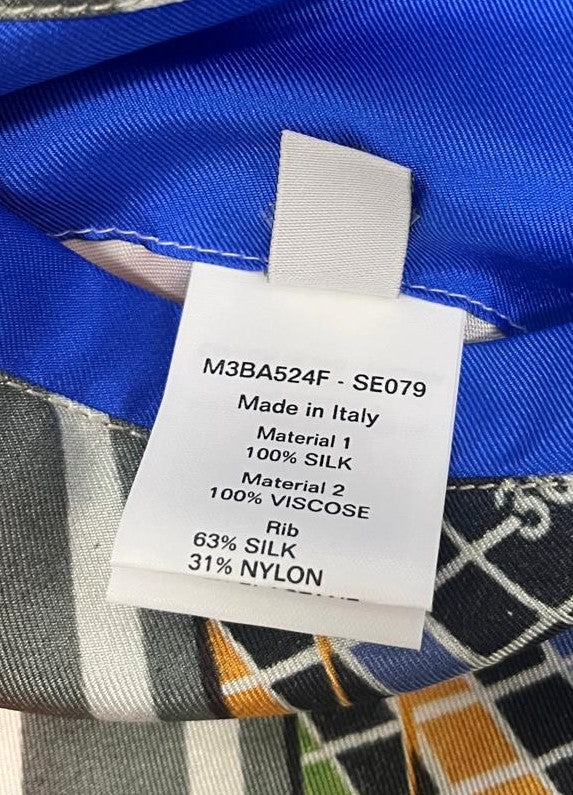 M3BA524F - SE079
Made in Italy
Material 1
100% SILK
Material 2
100% VISCOSE
Rib
63% SILK
31% NYLON